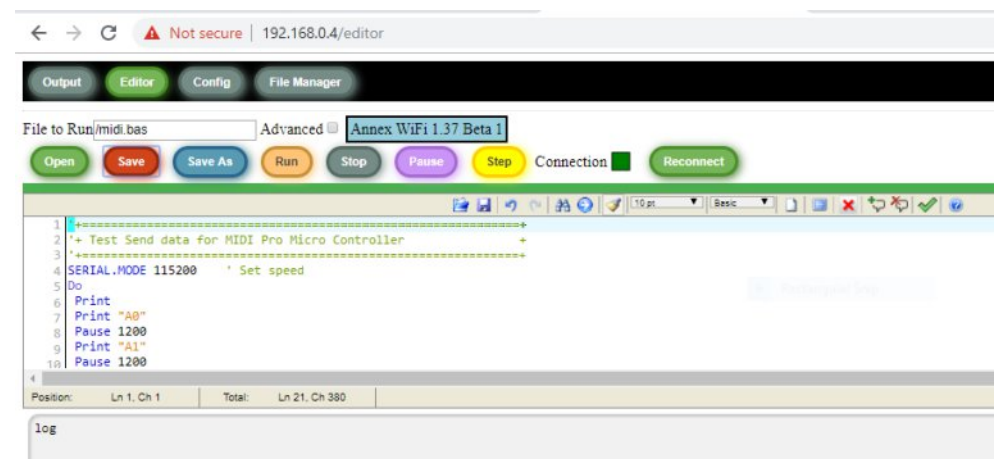 Not secure | 192.168.0.4/editor
Output Editor Config File Manager
File to Run /midi.bas Advanced Annex WiFi 1.37 Beta 1
Open Save Save As Run Stop Pause Step Connection Reconnect
10 pt Basic
1 '+============================================================+
2 '+ Test Send data for MIDI Pro Micro Controller +
3 '+============================================================+
4 SERIAL.MODE 115200 ' Set speed
5 Do
6 Print
7 Print "A0"
8 Pause 1200
9 Print "A1"
10 Pause 1200
Position: Ln 1, Ch 1 Total: Ln 21, Ch 380
log